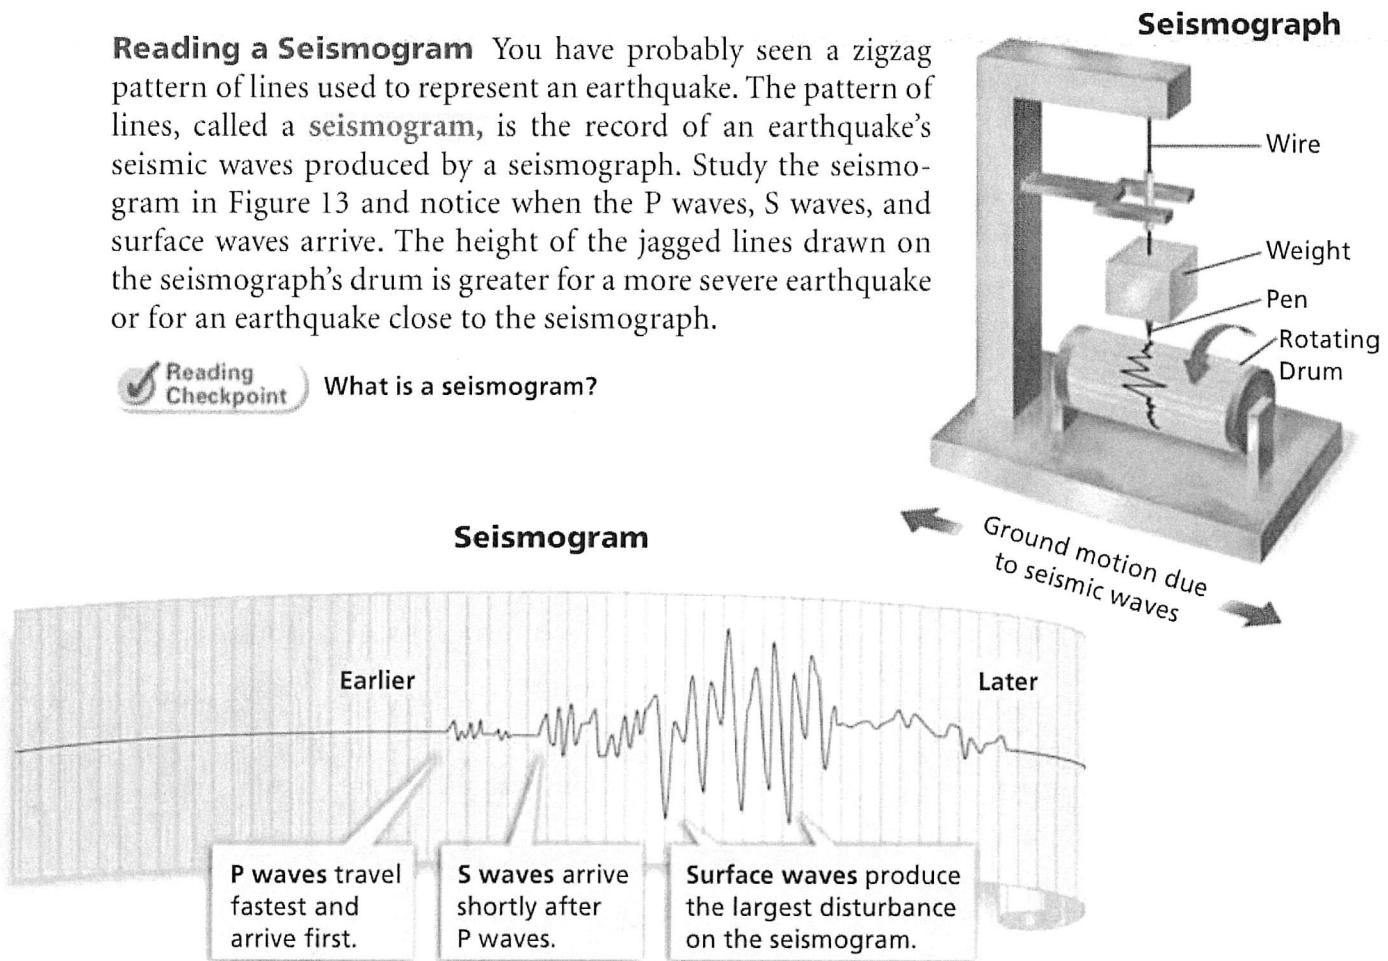 Seismograph
Reading a Seismogram You have probably seen a zigzag
pattern of lines used to represent an earthquake. The pattern of
lines, called a seismogram, is the record of an earthquake's
seismic waves produced by a seismograph. Study the seismo-
gram in Figure 13 and notice when the P waves, S waves, and
surface waves arrive. The height of the jagged lines drawn on
the seismograph's drum is greater for a more severe earthquake
or for an earthquake close to the seismograph.
Reading
Checkpoint
What is a seismogram?
Wire
Weight
Pen
Rotating
Drum
Ground motion due
to seismic waves
Seismogram
Earlier
Later
P waves travel
fastest and
arrive first.
S waves arrive
shortly after
P waves.
Surface waves produce
the largest disturbance
on the seismogram.